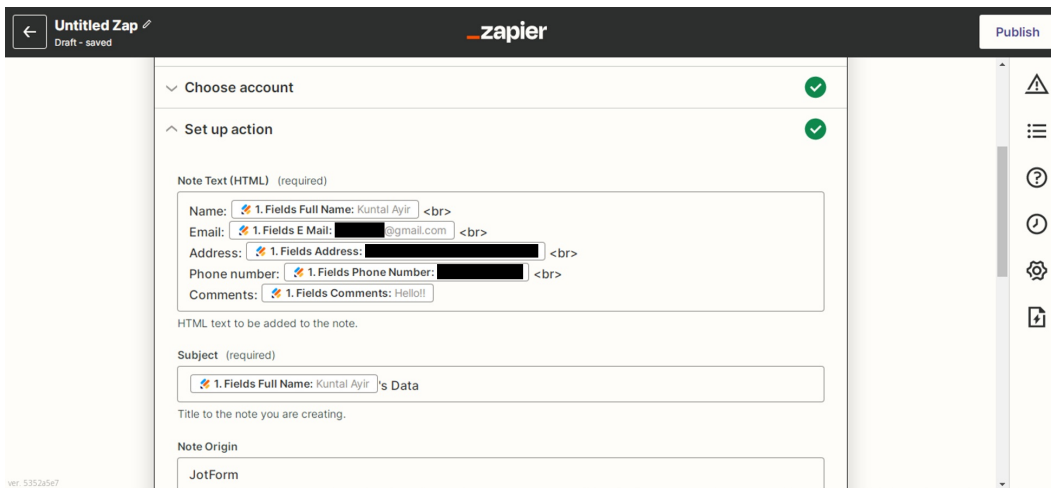 Untitled Zap
Draft - saved
zapier
Publish
Choose account
Set up action
Note Text (HTML) (required)
Name: 1. Fields Full Name: Kuntal Ayir <br>
Email: 1. Fields E Mail: @gmail.com <br>
Address: 1. Fields Address: <br>
Phone number: 1. Fields Phone Number: <br>
Comments: 1. Fields Comments: Hello!!
HTML text to be added to the note.
Subject (required)
1. Fields Full Name: Kuntal Ayir 's Data
Title to the note you are creating.
Note Origin
JotForm
ver. 5352a5e7